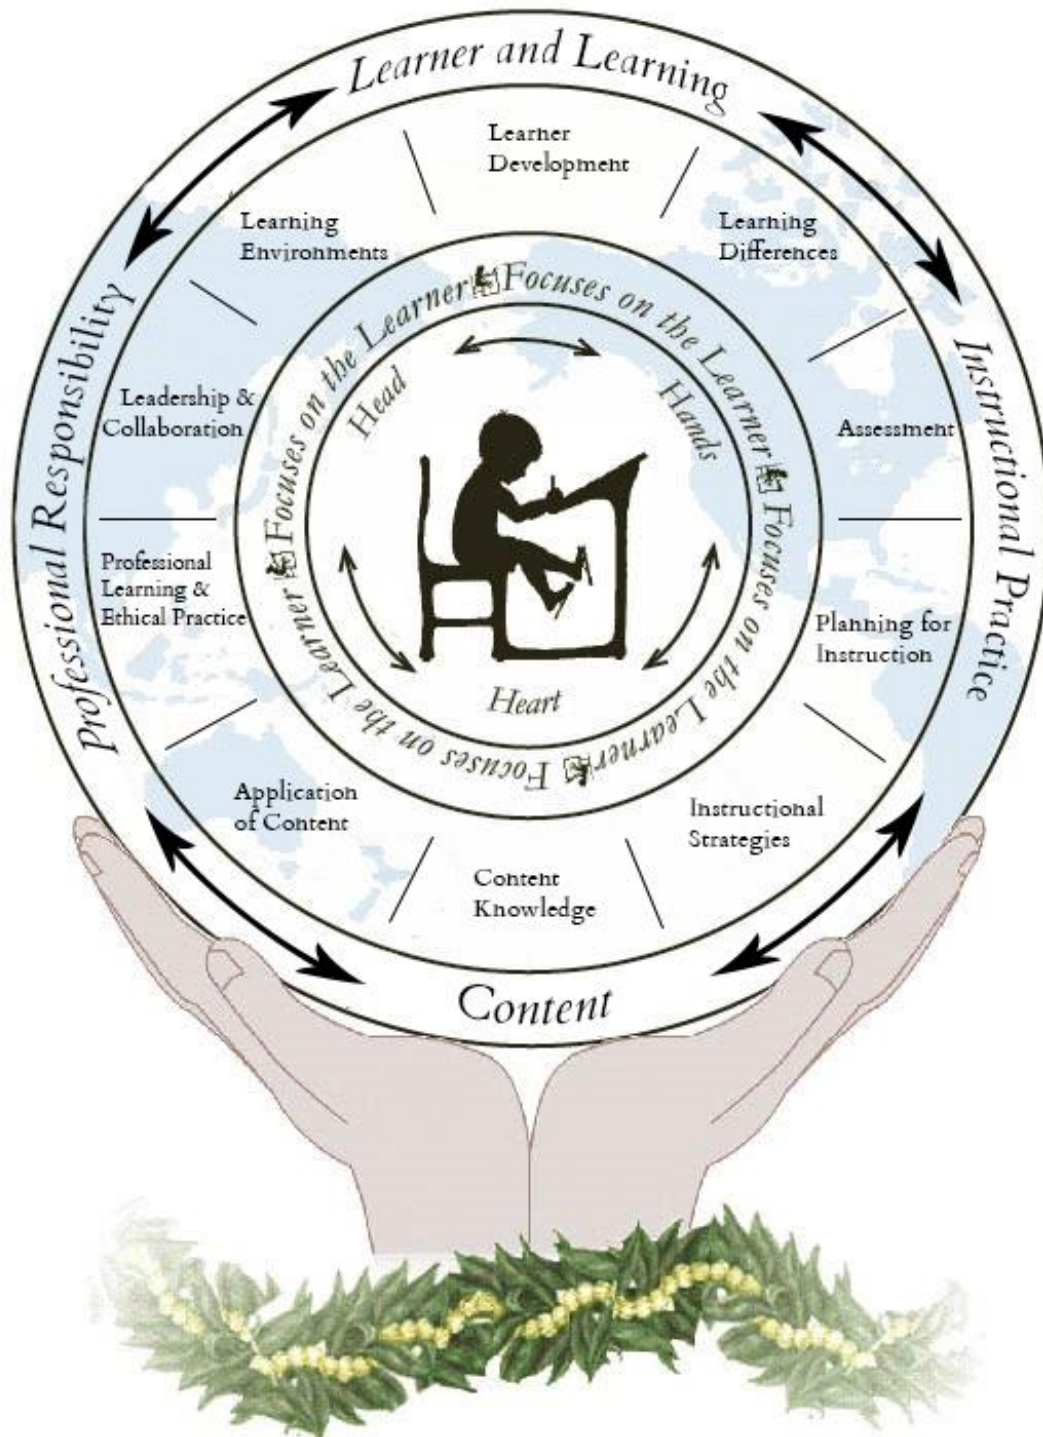 Learner and Learning
Learner
Development
Learning
Environments
Learning
Differences
Focuses on the Learner
Focuses on the Learner
Focuses on the Learner
Focuses on the Learner
Focuses on the Learner
Head
Hands
Heart
Professional Responsibility
Instructional Practice
Leadership &
Collaboration
Assessment
Professional
Learning &
Ethical Practice
Planning for
Instruction
Application
of Content
Instructional
Strategies
Content
Knowledge
Content